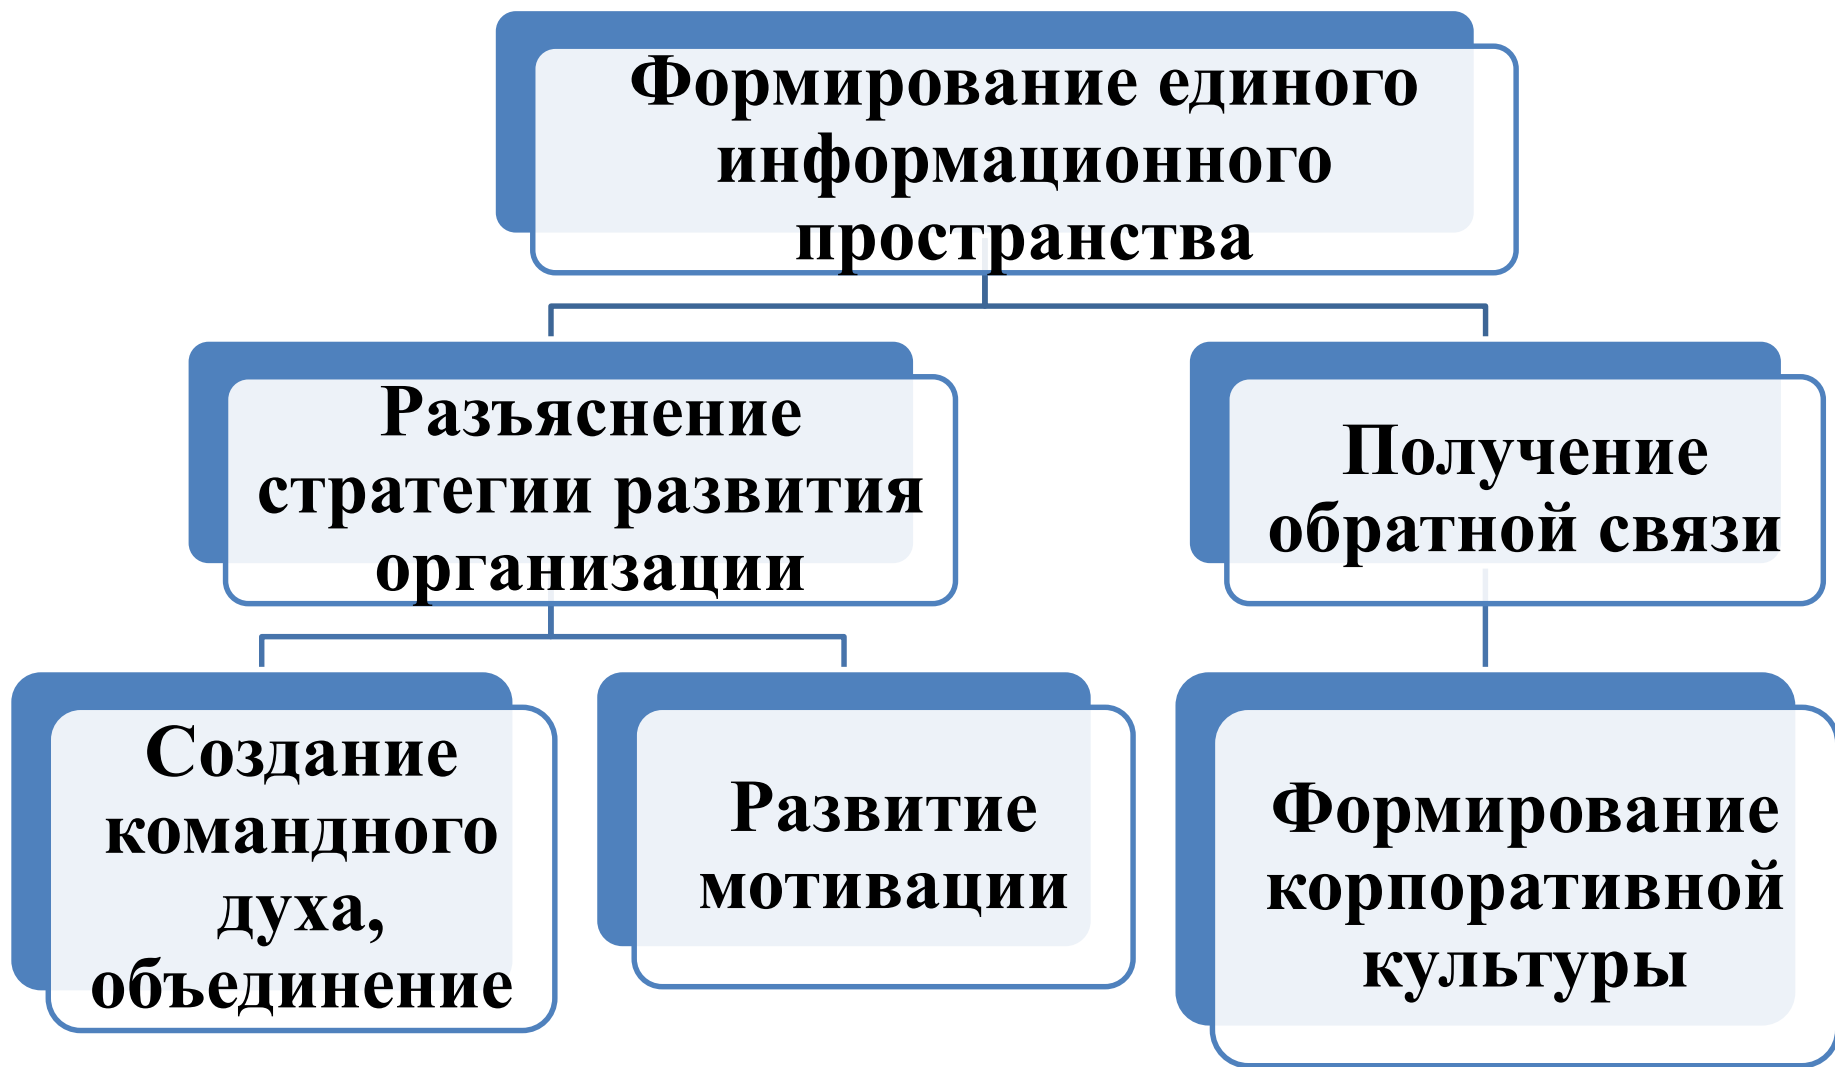 Формирование единого
информационного
пространства
Разъяснение
стратегии развития
организации
Получение
обратной связи
Создание
командного
духа,
объединение
Развитие
мотивации
Формирование
корпоративной
культуры